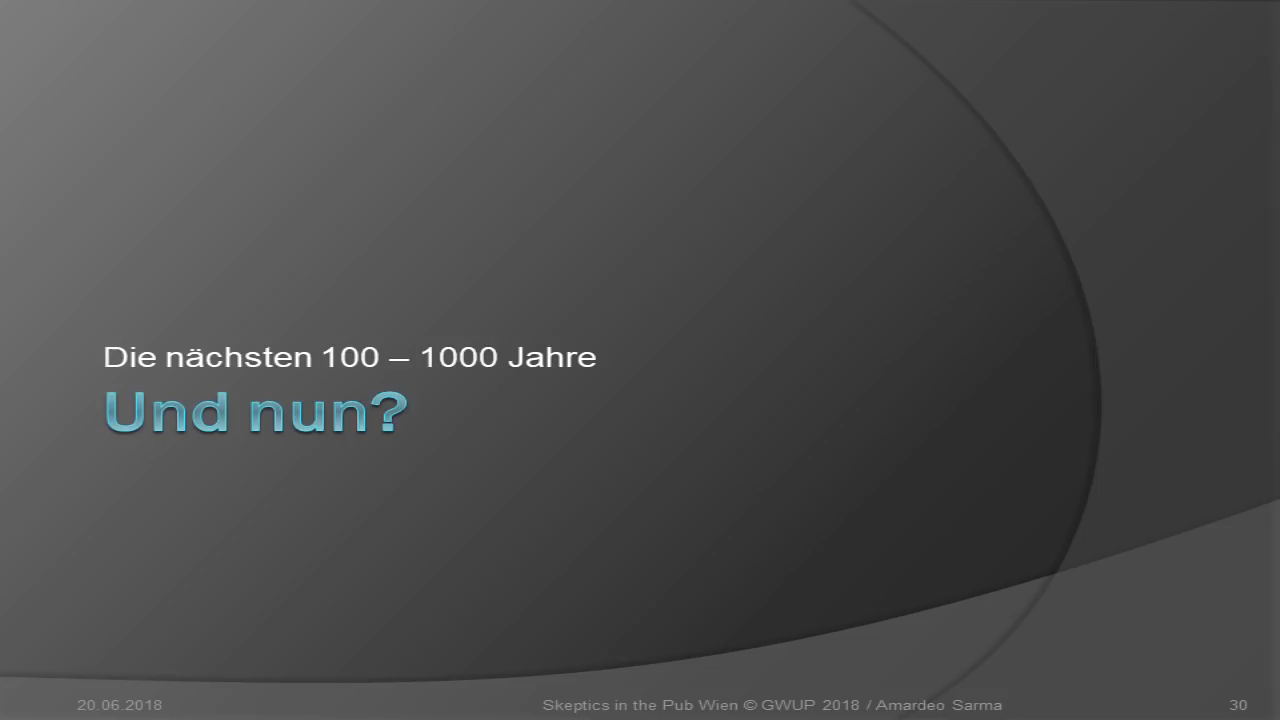 Die nächsten 100 – 1000 Jahre
Und nun?
20.06.2018
Skeptics in the Pub Wien © GWUP 2018 / Amardeo Sarma
30